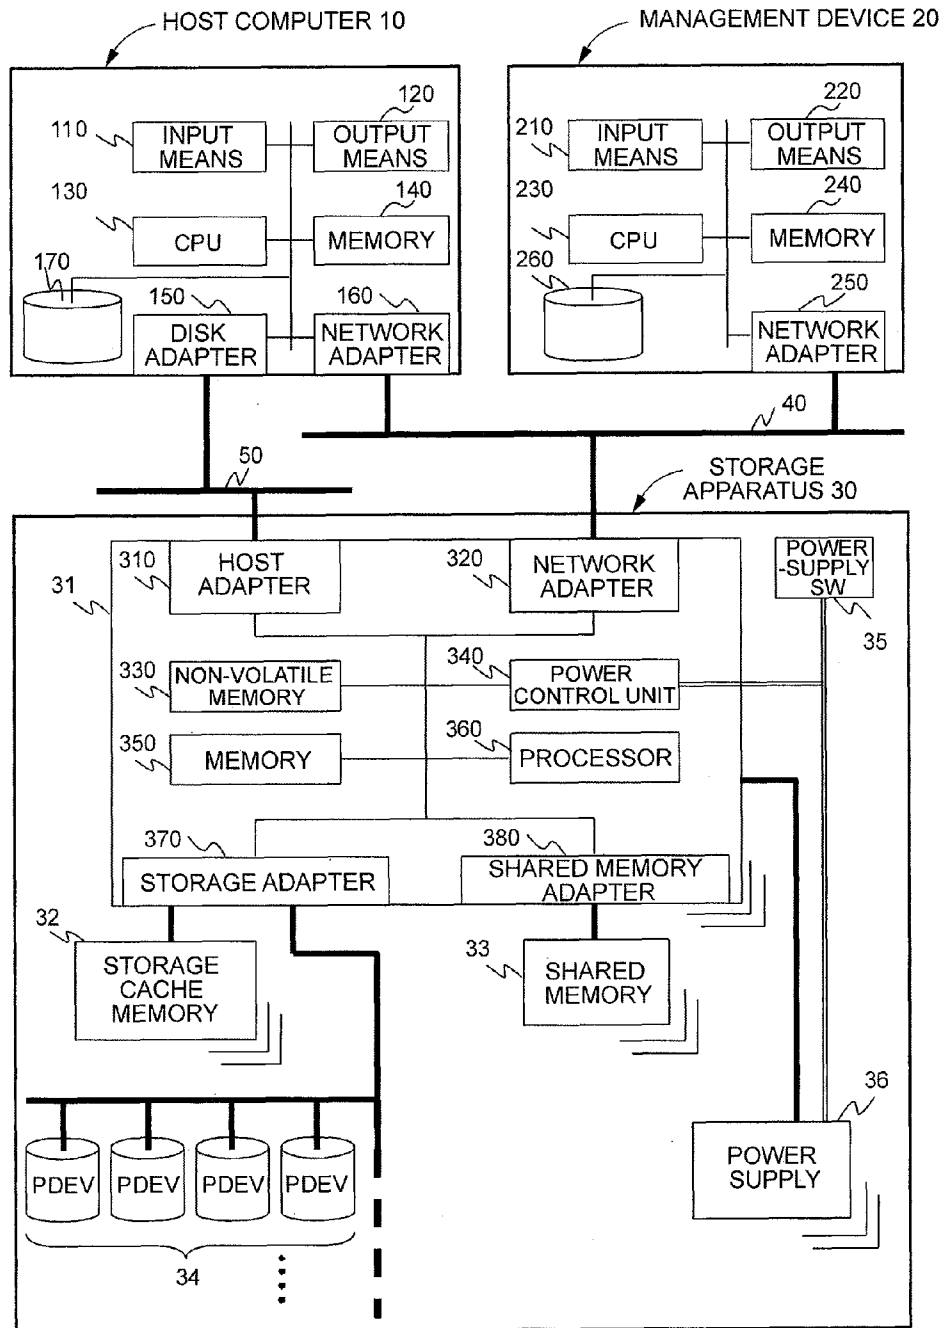 HOST COMPUTER 10
MANAGEMENT DEVICE 20
110
INPUT
MEANS
120
OUTPUT
MEANS
130
CPU
140
MEMORY
170
150
DISK
ADAPTER
160
NETWORK
ADAPTER
210
INPUT
MEANS
220
OUTPUT
MEANS
230
CPU
240
MEMORY
260
250
NETWORK
ADAPTER
40
50
STORAGE
APPARATUS 30
31
310
HOST
ADAPTER
320
NETWORK
ADAPTER
POWER
-SUPPLY
SW
35
330
NON-VOLATILE
MEMORY
340
POWER
CONTROL UNIT
350
MEMORY
360
PROCESSOR
370
STORAGE ADAPTER
380
SHARED MEMORY
ADAPTER
32
STORAGE
CACHE
MEMORY
33
SHARED
MEMORY
36
POWER
SUPPLY
PDEV
PDEV
PDEV
PDEV
34